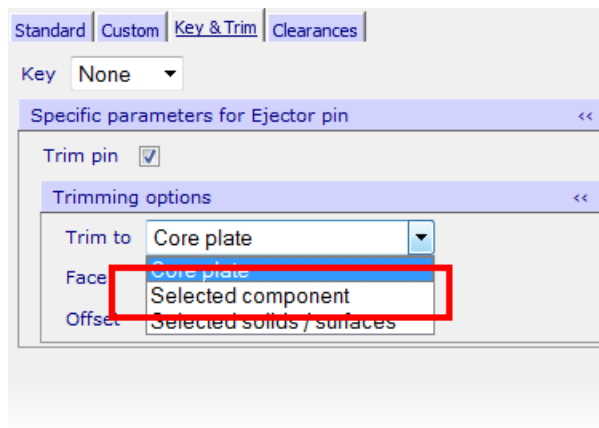 Standard Custom Key & Trim Clearances
Key None
Specific parameters for Ejector pin <<
Trim pin
Trimming options <<
Trim to Core plate
Core plate
Face
Selected component
Offset Selected solids / surfaces